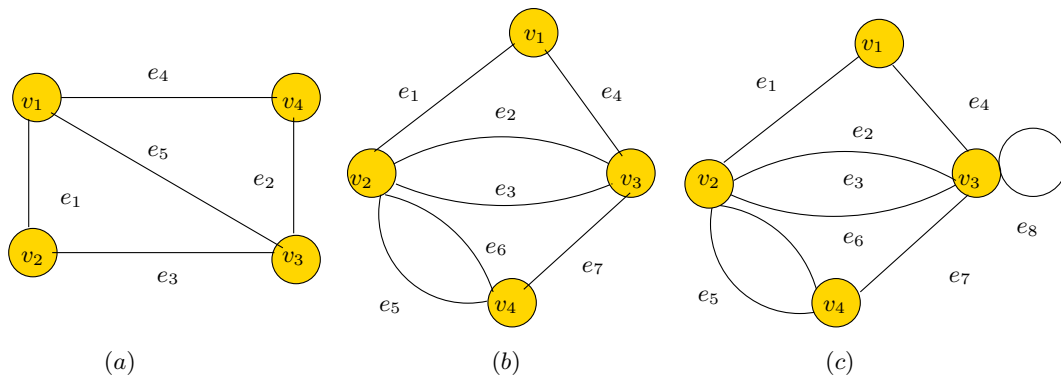 v₁
e₄
v₄
e₅
e₂
e₁
v₂
e₃
v₃
(a)
v₁
e₁
e₄
e₂
v₂
e₃
v₃
e₆
e₇
e₅
v₄
(b)
v₁
e₁
e₄
e₂
v₂
e₃
v₃
e₆
e₈
e₇
e₅
v₄
(c)